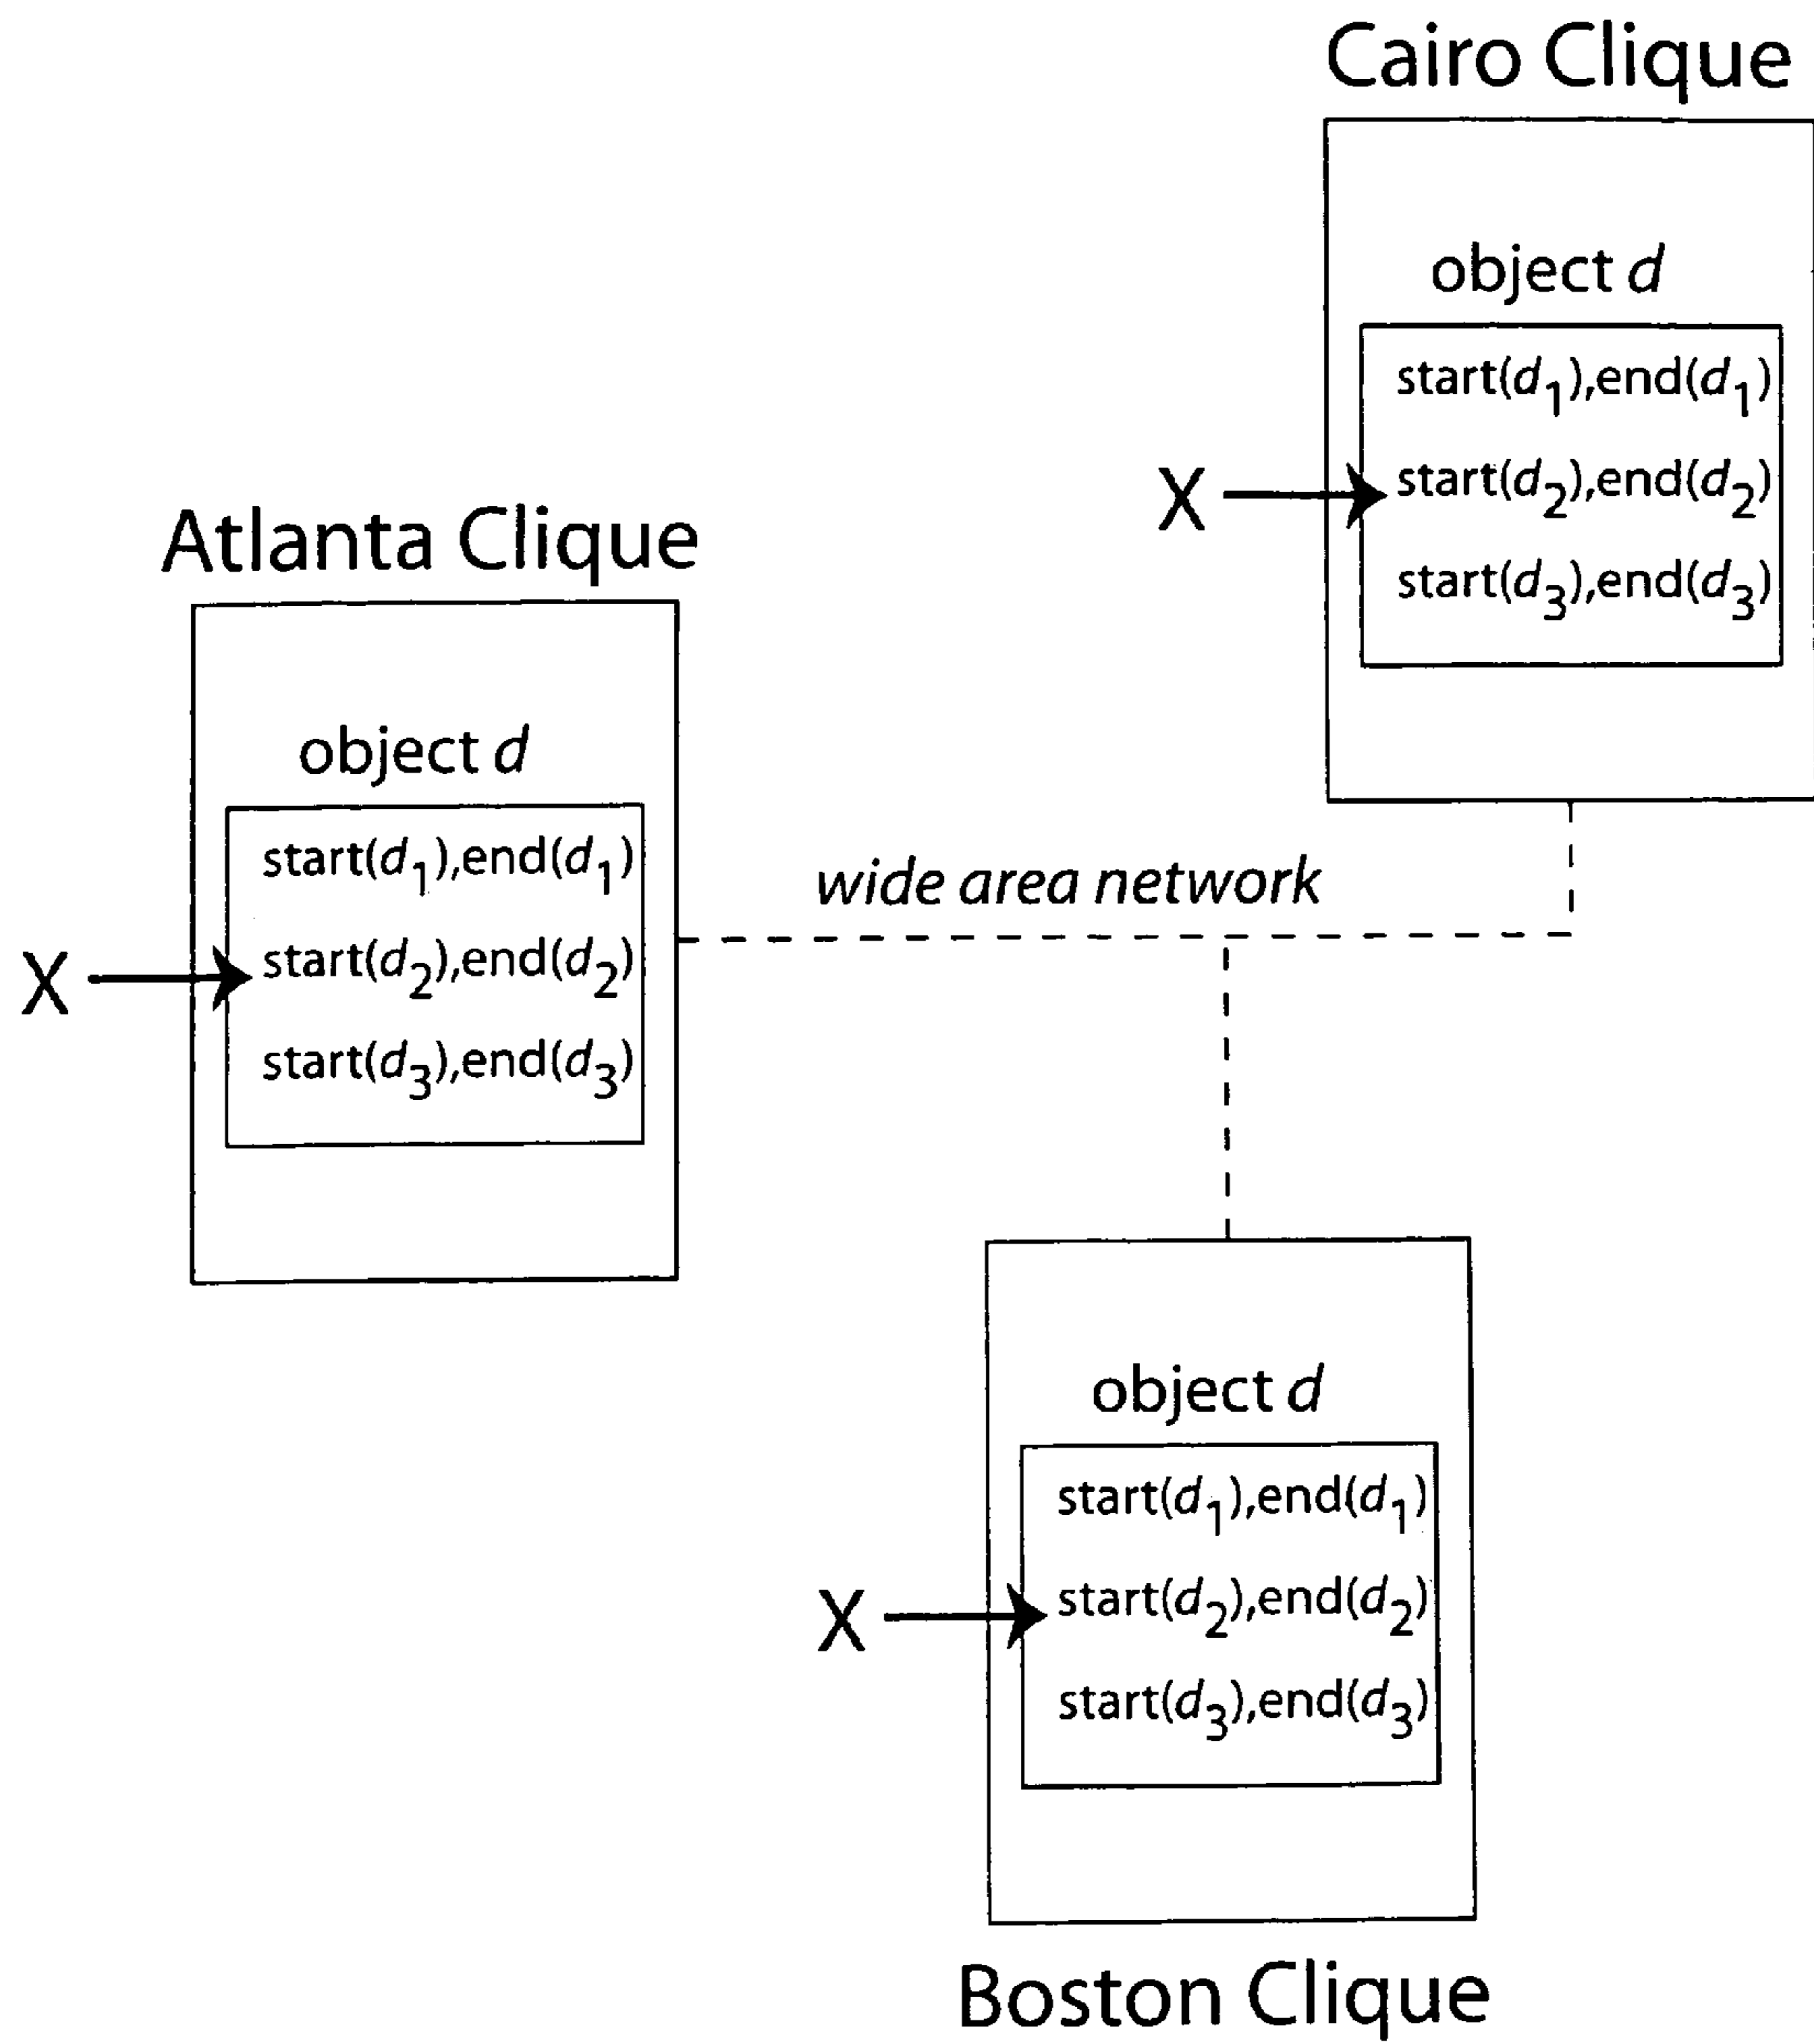 Cairo Clique
object d
start(d1),end(d1)
X
start(d2),end(d2)
start(d3),end(d3)
Atlanta Clique
object d
start(d1),end(d1)
X
start(d2),end(d2)
start(d3),end(d3)
wide area network
object d
start(d1),end(d1)
X
start(d2),end(d2)
start(d3),end(d3)
Boston Clique